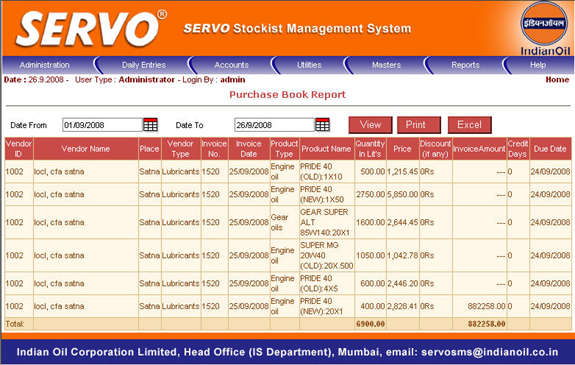 SERVO®
SERVO Stockist Management System
इंडियनऑयल
IndianOil
Administration Daily Entries Accounts Utilities Masters Reports Help
Date : 26.9.2008 - User Type : Administrator - Login By : admin Home
Purchase Book Report
Date From 01/09/2008 Date To 26/9/2008 View Print Excel
Vendor ID Vendor Name Place Vendor Type Invoice No. Invoice Date Product Type Product Name Quantity In Lit's Price Discount (if any) InvoiceAmount Credit Days Due Date
1002 Iocl, cfa satna Satna Lubricants 1520 25/09/2008 Engine oil PRIDE 40 (OLD):1X10 500.00 1,215.45 0Rs --- 0 24/09/2008
1002 Iocl, cfa satna Satna Lubricants 1520 25/09/2008 Engine oil PRIDE 40 (NEW):1X50 2750.00 5,850.00 0Rs --- 0 24/09/2008
1002 Iocl, cfa satna Satna Lubricants 1520 25/09/2008 Gear oils GEAR SUPER ALT 85W140:20X1 1600.00 2,644.45 0Rs --- 0 24/09/2008
1002 Iocl, cfa satna Satna Lubricants 1520 25/09/2008 Engine oil SUPER MG 20W40 (OLD):20X.500 1050.00 1,042.78 0Rs --- 0 24/09/2008
1002 Iocl, cfa satna Satna Lubricants 1520 25/09/2008 Engine oil PRIDE 40 (OLD):4X5 600.00 2,446.20 0Rs --- 0 24/09/2008
1002 Iocl, cfa satna Satna Lubricants 1520 25/09/2008 Engine oil PRIDE 40 (NEW):20X1 400.00 2,828.41 0Rs 882258.00 0 24/09/2008
Total: 6900.00 882258.00
Indian Oil Corporation Limited, Head Office (IS Department), Mumbai, email: servosms@indianoil.co.in